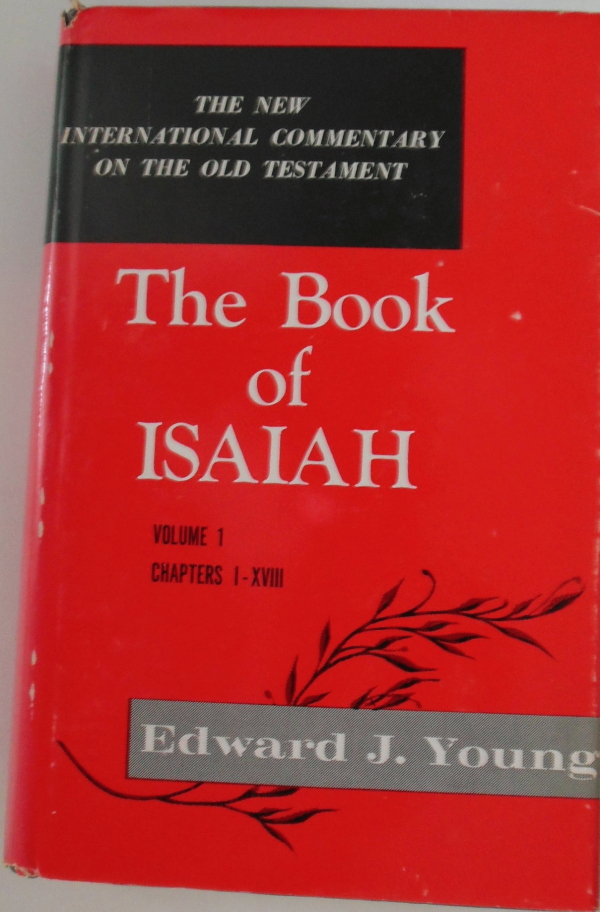 THE NEW
INTERNATIONAL COMMENTARY
ON THE OLD TESTAMENT
The Book
of
ISAIAH
VOLUME 1
CHAPTERS I-XVIII
Edward J. Young